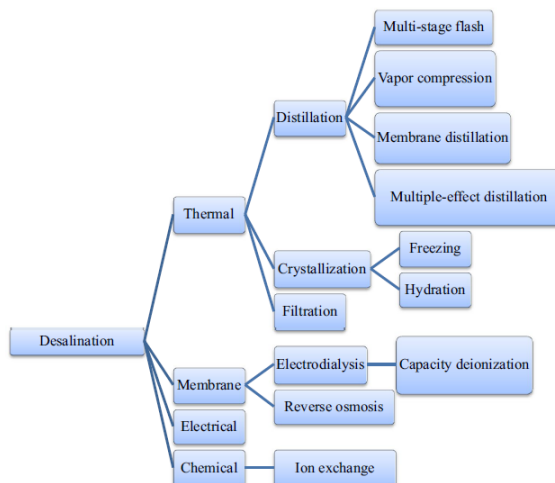 Multi-stage flash
Vapor compression
Distillation
Membrane distillation
Multiple-effect distillation
Thermal
Freezing
Crystallization
Hydration
Filtration
Desalination
Electrodialysis
Capacity deionization
Membrane
Reverse osmosis
Electrical
Chemical
Ion exchange